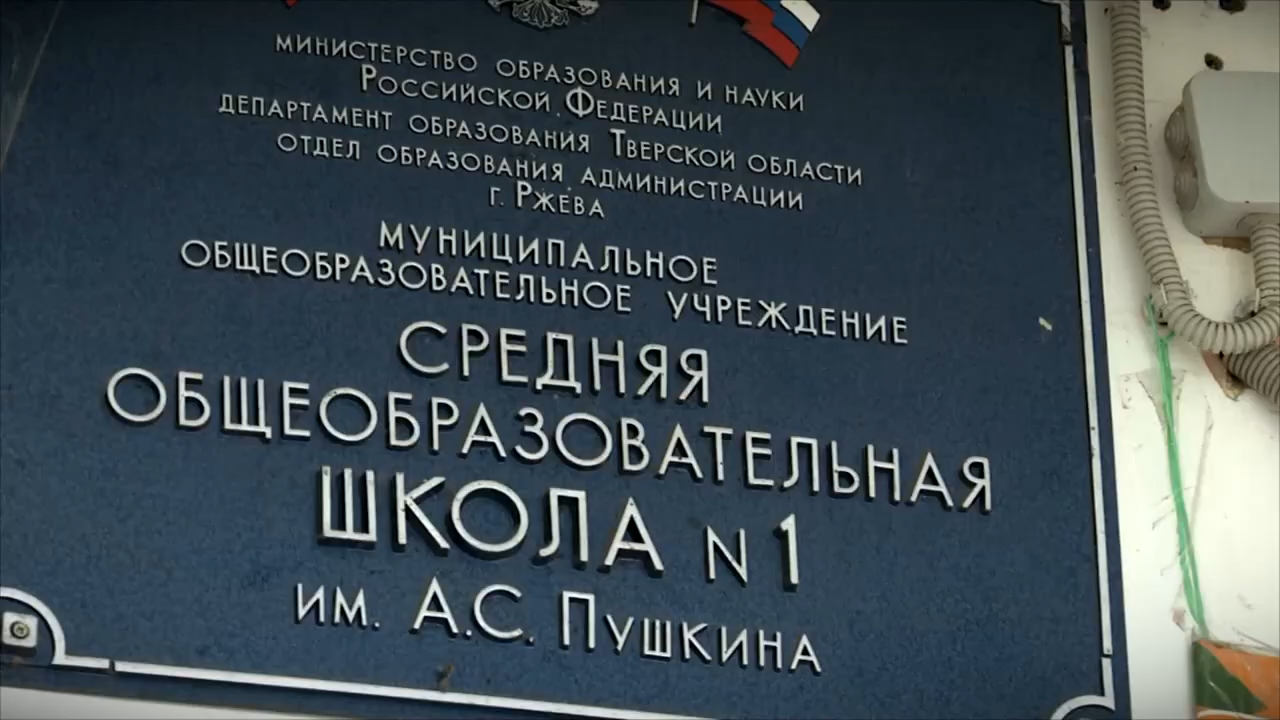 МИНИСТЕРСТВО ОБРАЗОВАНИЯ И НАУКИ
РОССИЙСКОЙ ФЕДЕРАЦИИ
ДЕПАРТАМЕНТ ОБРАЗОВАНИЯ ТВЕРСКОЙ ОБЛАСТИ
ОТДЕЛ ОБРАЗОВАНИЯ АДМИНИСТРАЦИИ
Г. РЖЕВА
МУНИЦИПАЛЬНОЕ
ОБЩЕОБРАЗОВАТЕЛЬНОЕ УЧРЕЖДЕНИЕ
СРЕДНЯЯ
ОБЩЕОБРАЗОВАТЕЛЬНАЯ
ШКОЛА N 1
ИМ. А.С. ПУШКИНА